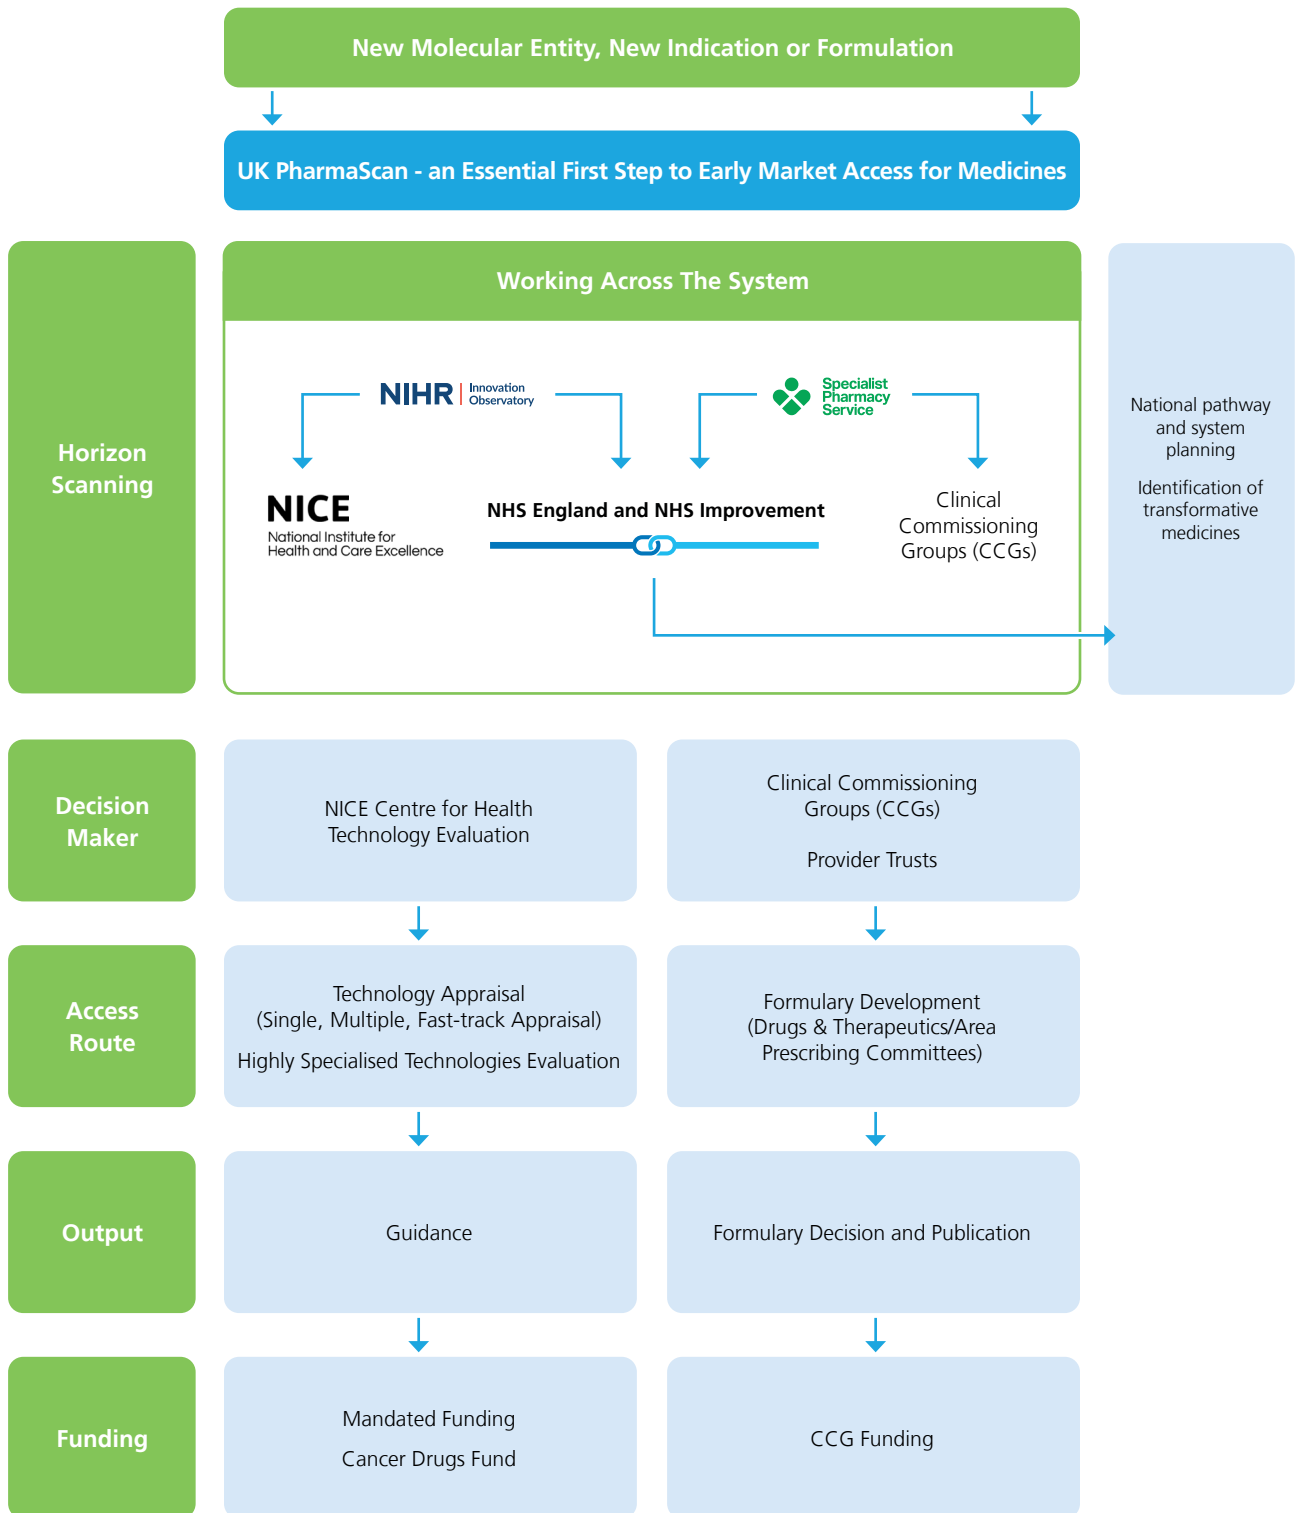 New Molecular Entity, New Indication or Formulation
UK PharmaScan - an Essential First Step to Early Market Access for Medicines
Horizon
Scanning
Working Across The System
NIHR | Innovation
Observatory
Specialist
Pharmacy
Service
NICE
National Institute for
Health and Care Excellence
NHS England and NHS Improvement
Clinical
Commissioning
Groups (CCGs)
National pathway
and system
planning
Identification of
transformative
medicines
Decision
Maker
NICE Centre for Health
Technology Evaluation
Clinical Commissioning
Groups (CCGs)
Provider Trusts
Access
Route
Technology Appraisal
(Single, Multiple, Fast-track Appraisal)
Highly Specialised Technologies Evaluation
Formulary Development
(Drugs & Therapeutics/Area
Prescribing Committees)
Output
Guidance
Formulary Decision and Publication
Funding
Mandated Funding
Cancer Drugs Fund
CCG Funding